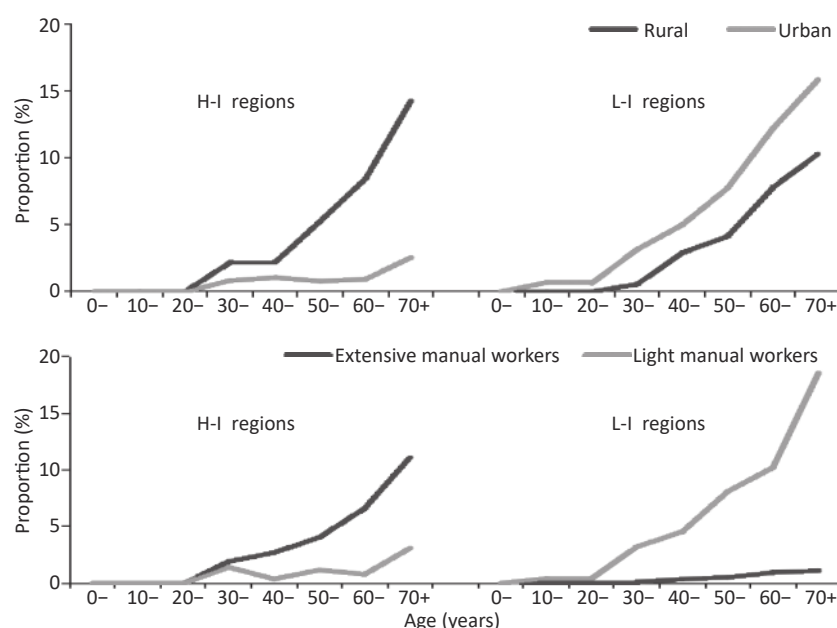 20
Rural Urban
15
H-I regions L-I regions
10
5
0
Proportion (%)
0− 10− 20− 30− 40− 50− 60− 70+ 0− 10− 20− 30− 40− 50− 60− 70+
20
Extensive manual workers Light manual workers
15
H-I regions L-I regions
10
5
0
Proportion (%)
0− 10− 20− 30− 40− 50− 60− 70+ 0− 10− 20− 30− 40− 50− 60− 70+
Age (years)